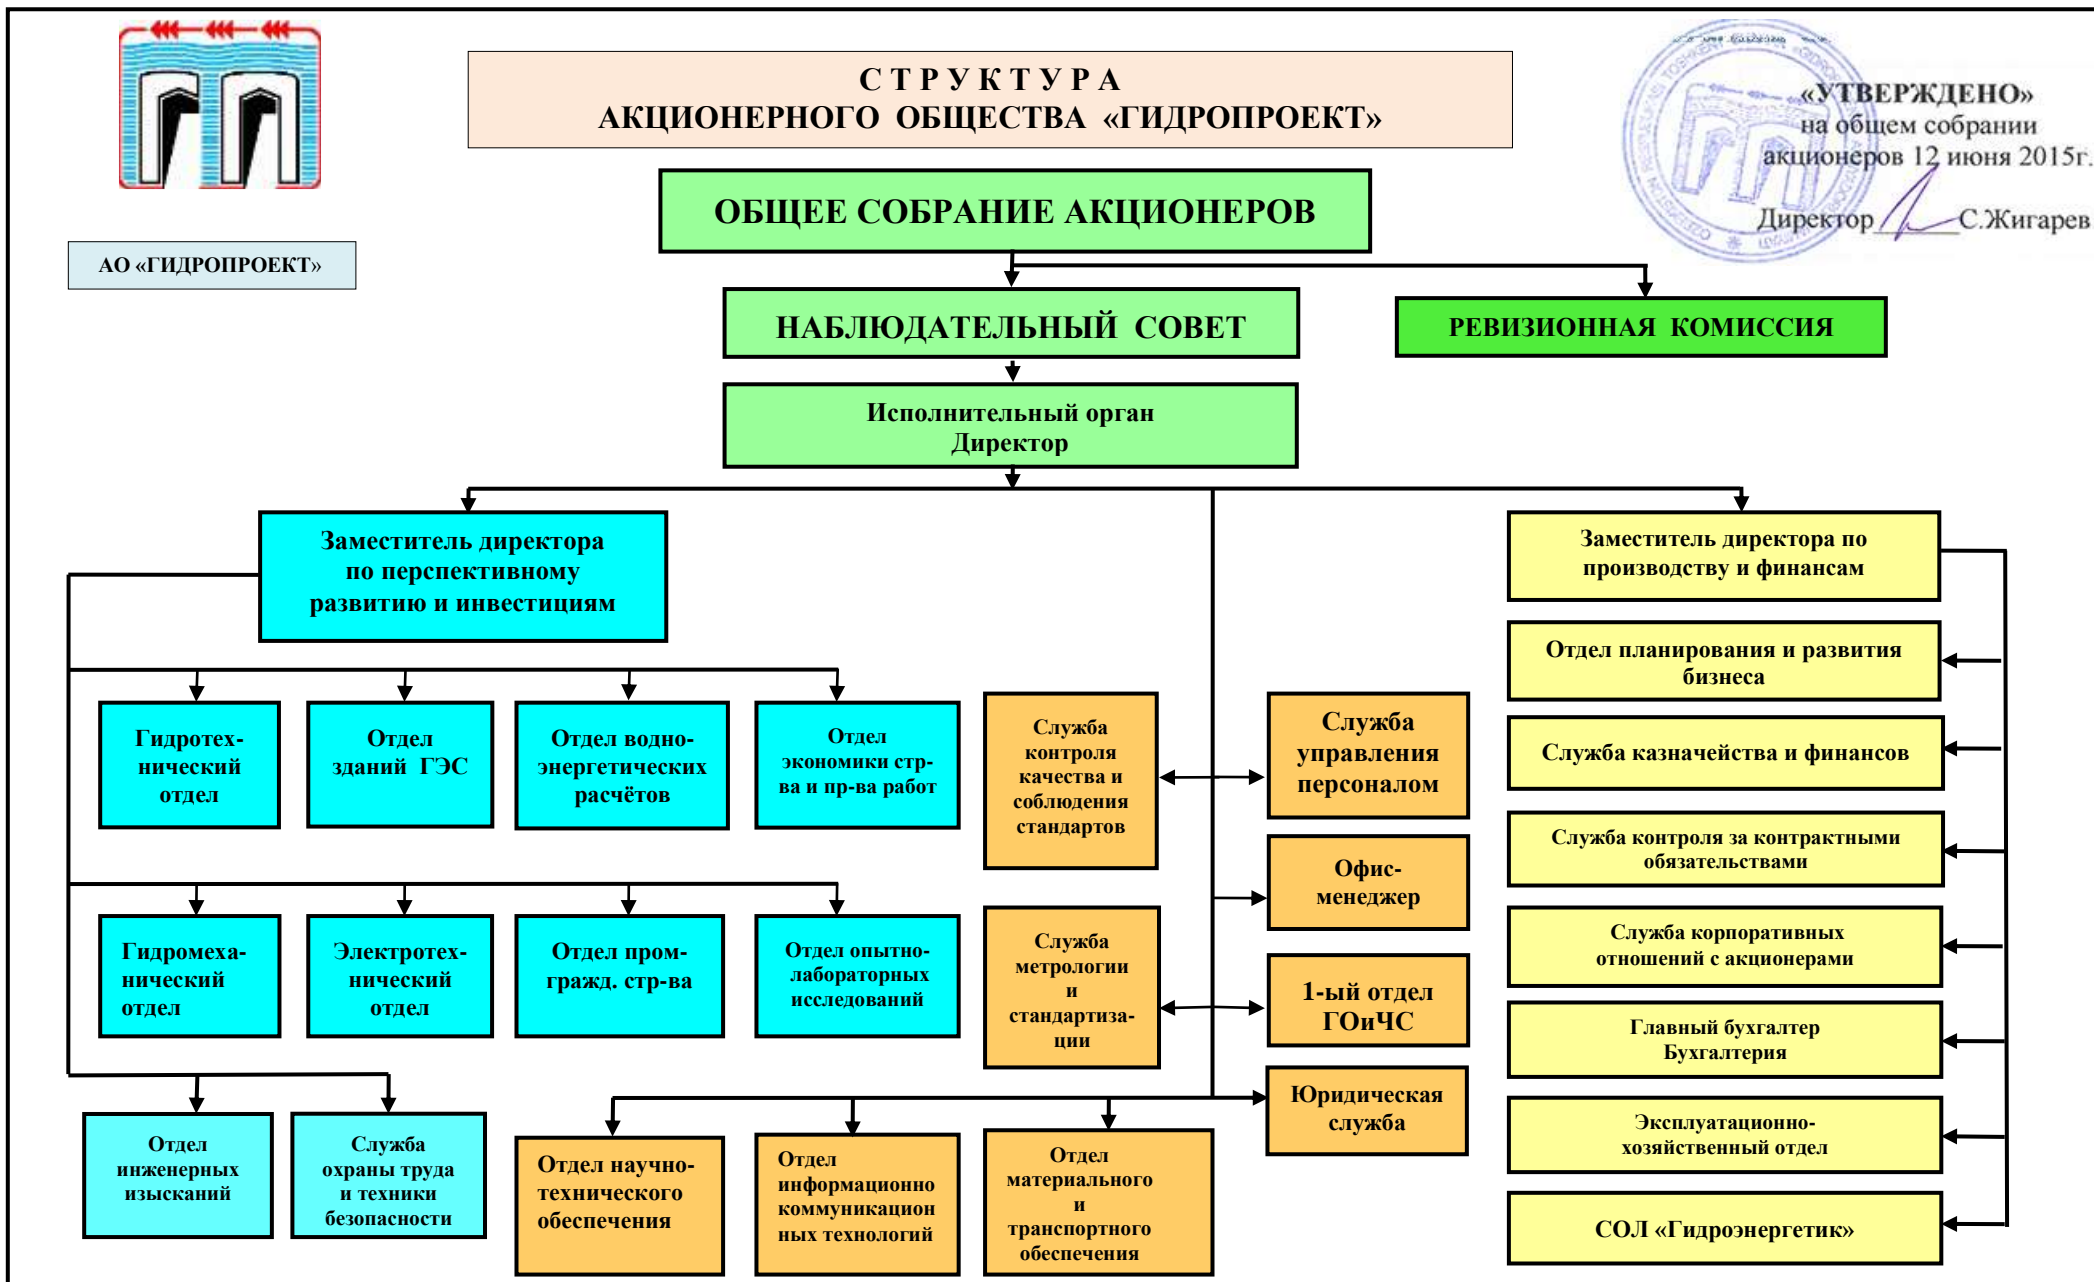 С Т Р У К Т У Р А
АКЦИОНЕРНОГО ОБЩЕСТВА «ГИДРОПРОЕКТ»
«УТВЕРЖДЕНО»
на общем собрании
акционеров 12 июня 2015г.
Директор С.Жигарев
АО «ГИДРОПРОЕКТ»
ОБЩЕЕ СОБРАНИЕ АКЦИОНЕРОВ
НАБЛЮДАТЕЛЬНЫЙ СОВЕТ
РЕВИЗИОННАЯ КОМИССИЯ
Исполнительный орган
Директор
Заместитель директора
по перспективному
развитию и инвестициям
Заместитель директора по
производству и финансам
Гидротех-
нический
отдел
Отдел
зданий ГЭС
Отдел водно-
энергетических
расчётов
Отдел
экономики стр-
ва и пр-ва работ
Гидромеха-
нический
отдел
Электротех-
нический
отдел
Отдел пром-
гражд. стр-ва
Отдел опытно-
лабораторных
исследований
Отдел
инженерных
изысканий
Служба
охраны труда
и техники
безопасности
Служба
контроля
качества и
соблюдения
стандартов
Служба
метрологии
и
стандартиза-
ции
Служба
управления
персоналом
Офис-
менеджер
1-ый отдел
ГОиЧС
Юридическая
служба
Отдел научно-
технического
обеспечения
Отдел
информационно
коммуникацион
ных технологий
Отдел
материального
и
транспортного
обеспечения
Отдел планирования и развития
бизнеса
Служба казначейства и финансов
Служба контроля за контрактными
обязательствами
Служба корпоративных
отношений с акционерами
Главный бухгалтер
Бухгалтерия
Эксплуатационно-
хозяйственный отдел
СОЛ «Гидроэнергетик»